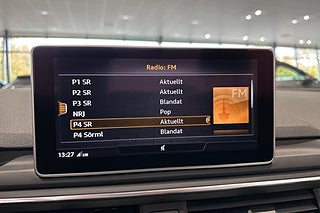 Radio: FM
P1 SR Aktuellt
P2 SR Aktuellt
P3 SR Blandat
NRJ Pop
P4 SR Aktuellt
P4 Sörml Blandat
FM
13:27